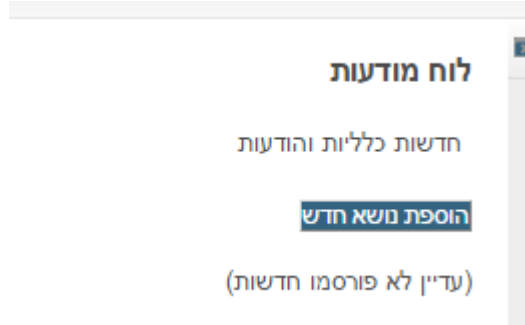 לוח מודעות
חדשות כלליות והודעות
הוספת נושא חדש
(עדיין לא פורסמו חדשות)